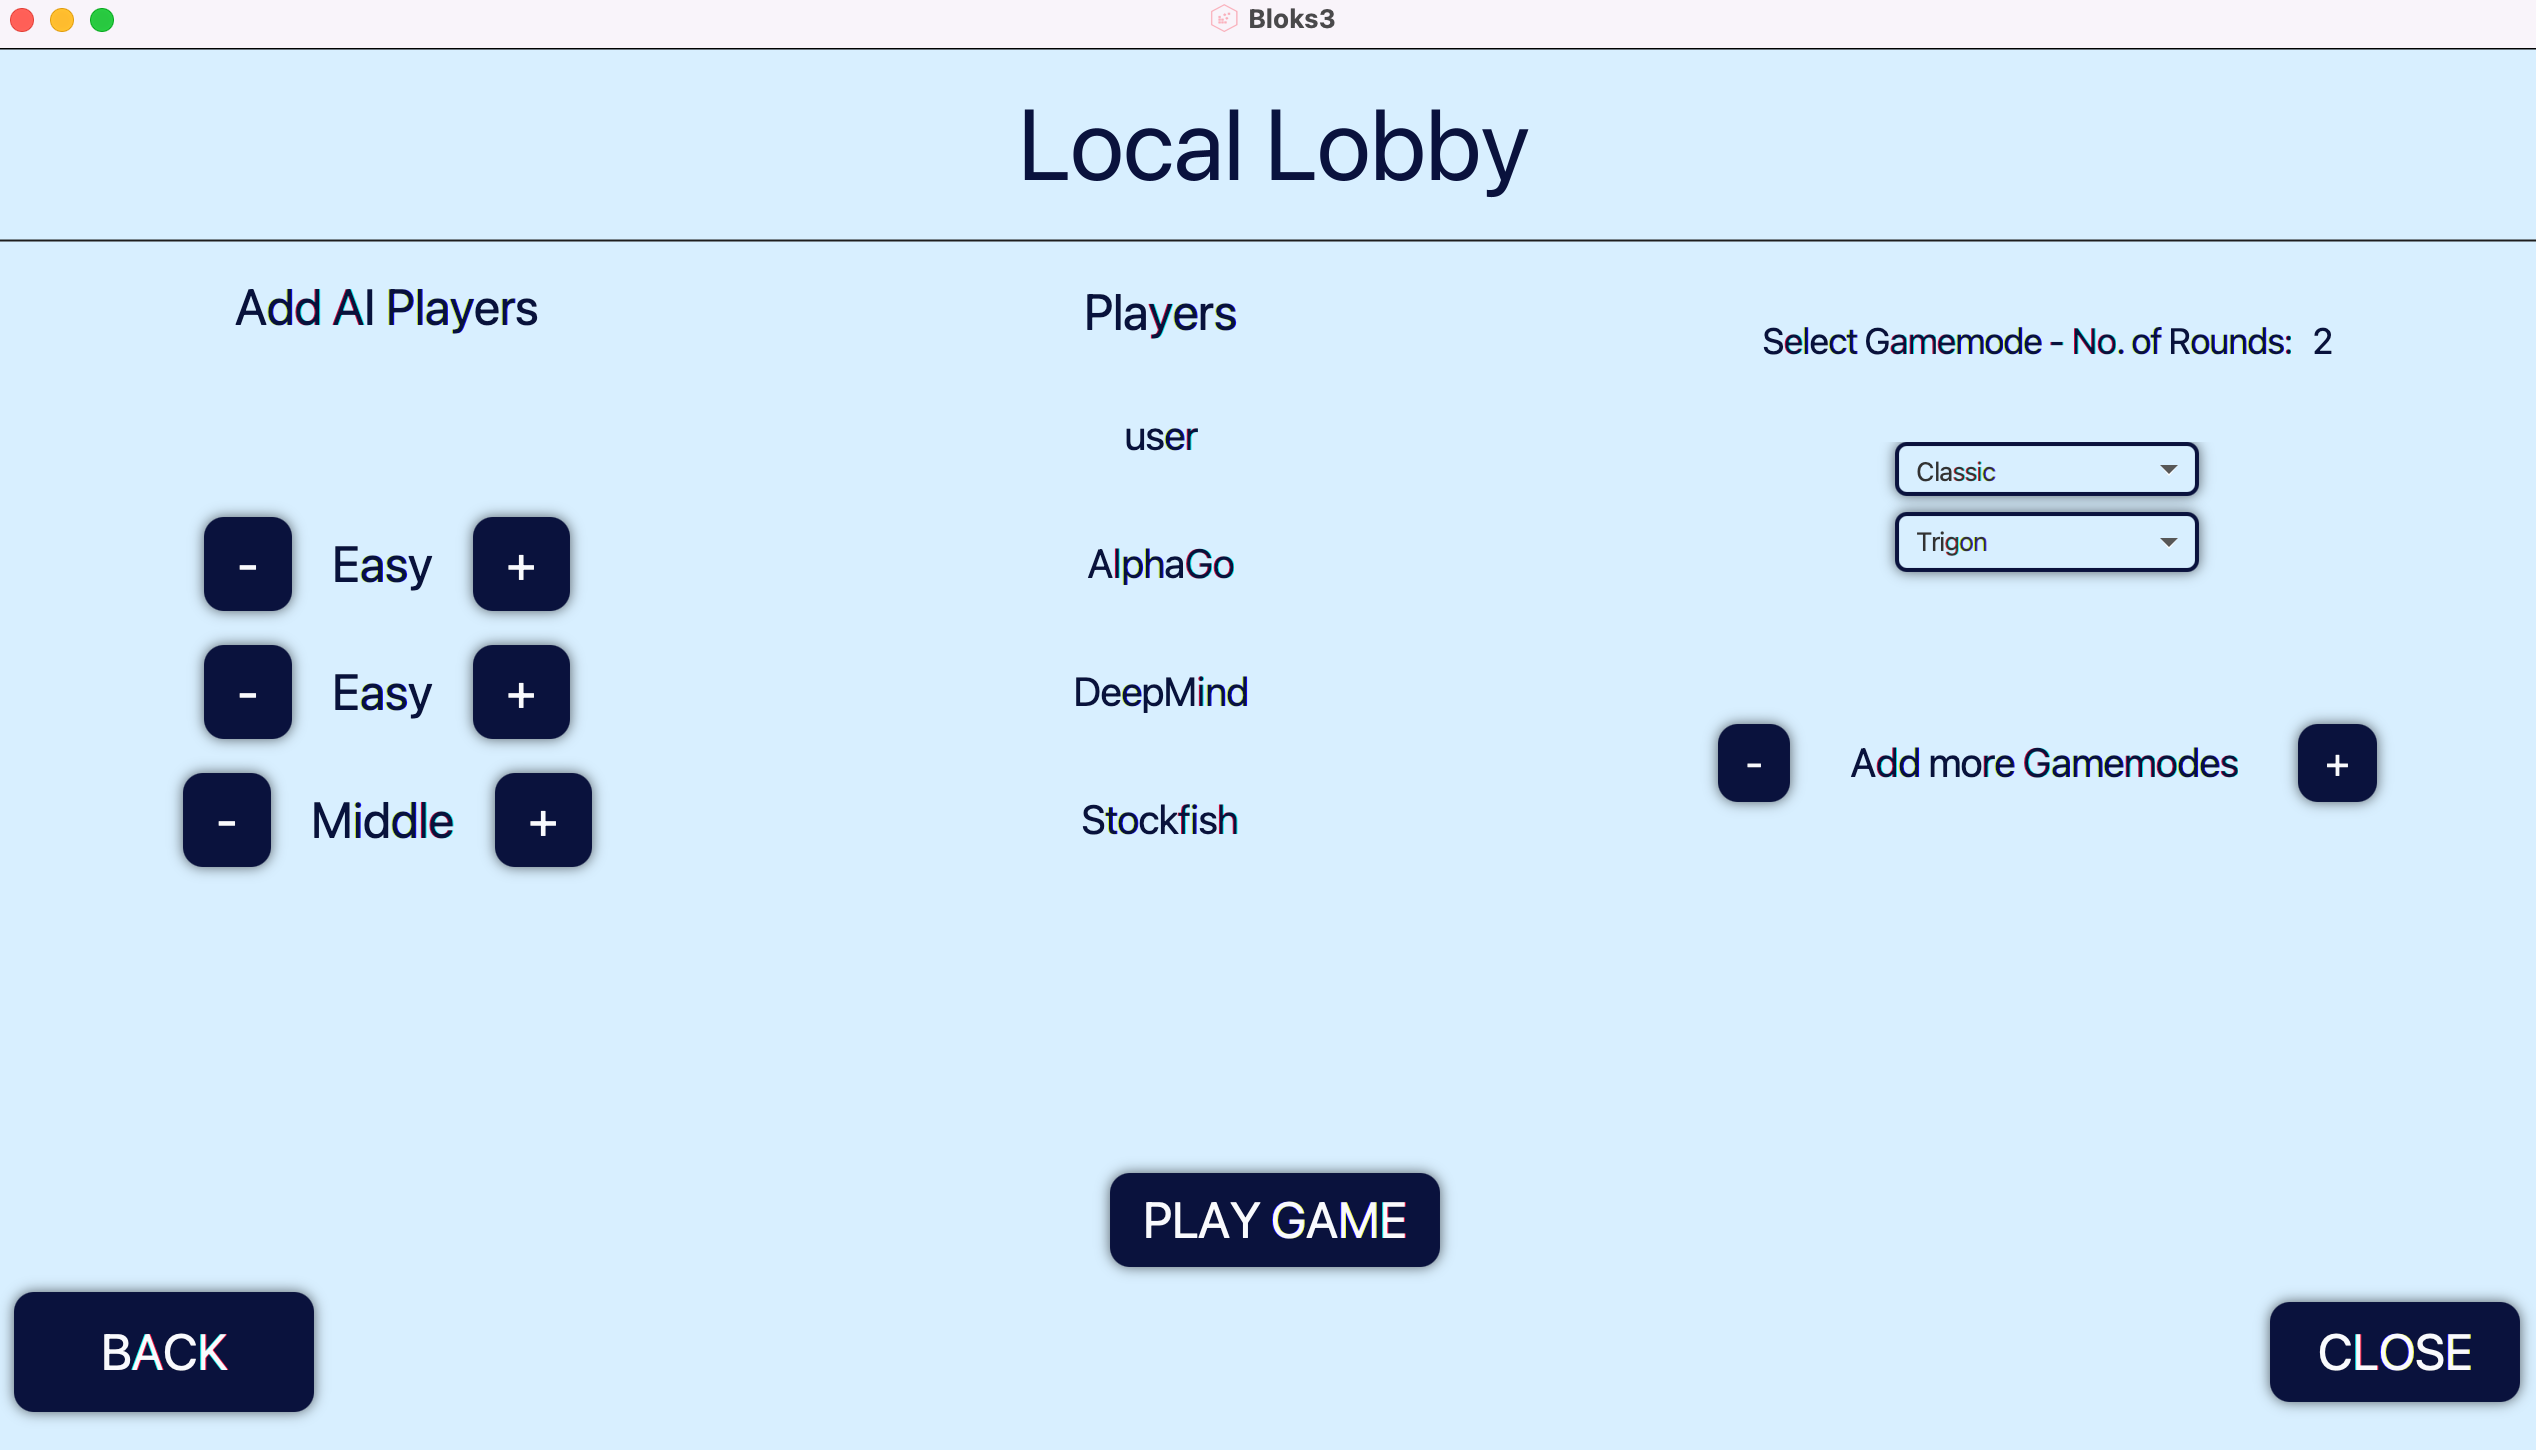 Bloks3
Local Lobby
Add AI Players
- Easy +
- Easy +
- Middle +
Players
user
AlphaGo
DeepMind
Stockfish
Select Gamemode - No. of Rounds: 2
Classic
Trigon
- Add more Gamemodes +
PLAY GAME
BACK
CLOSE